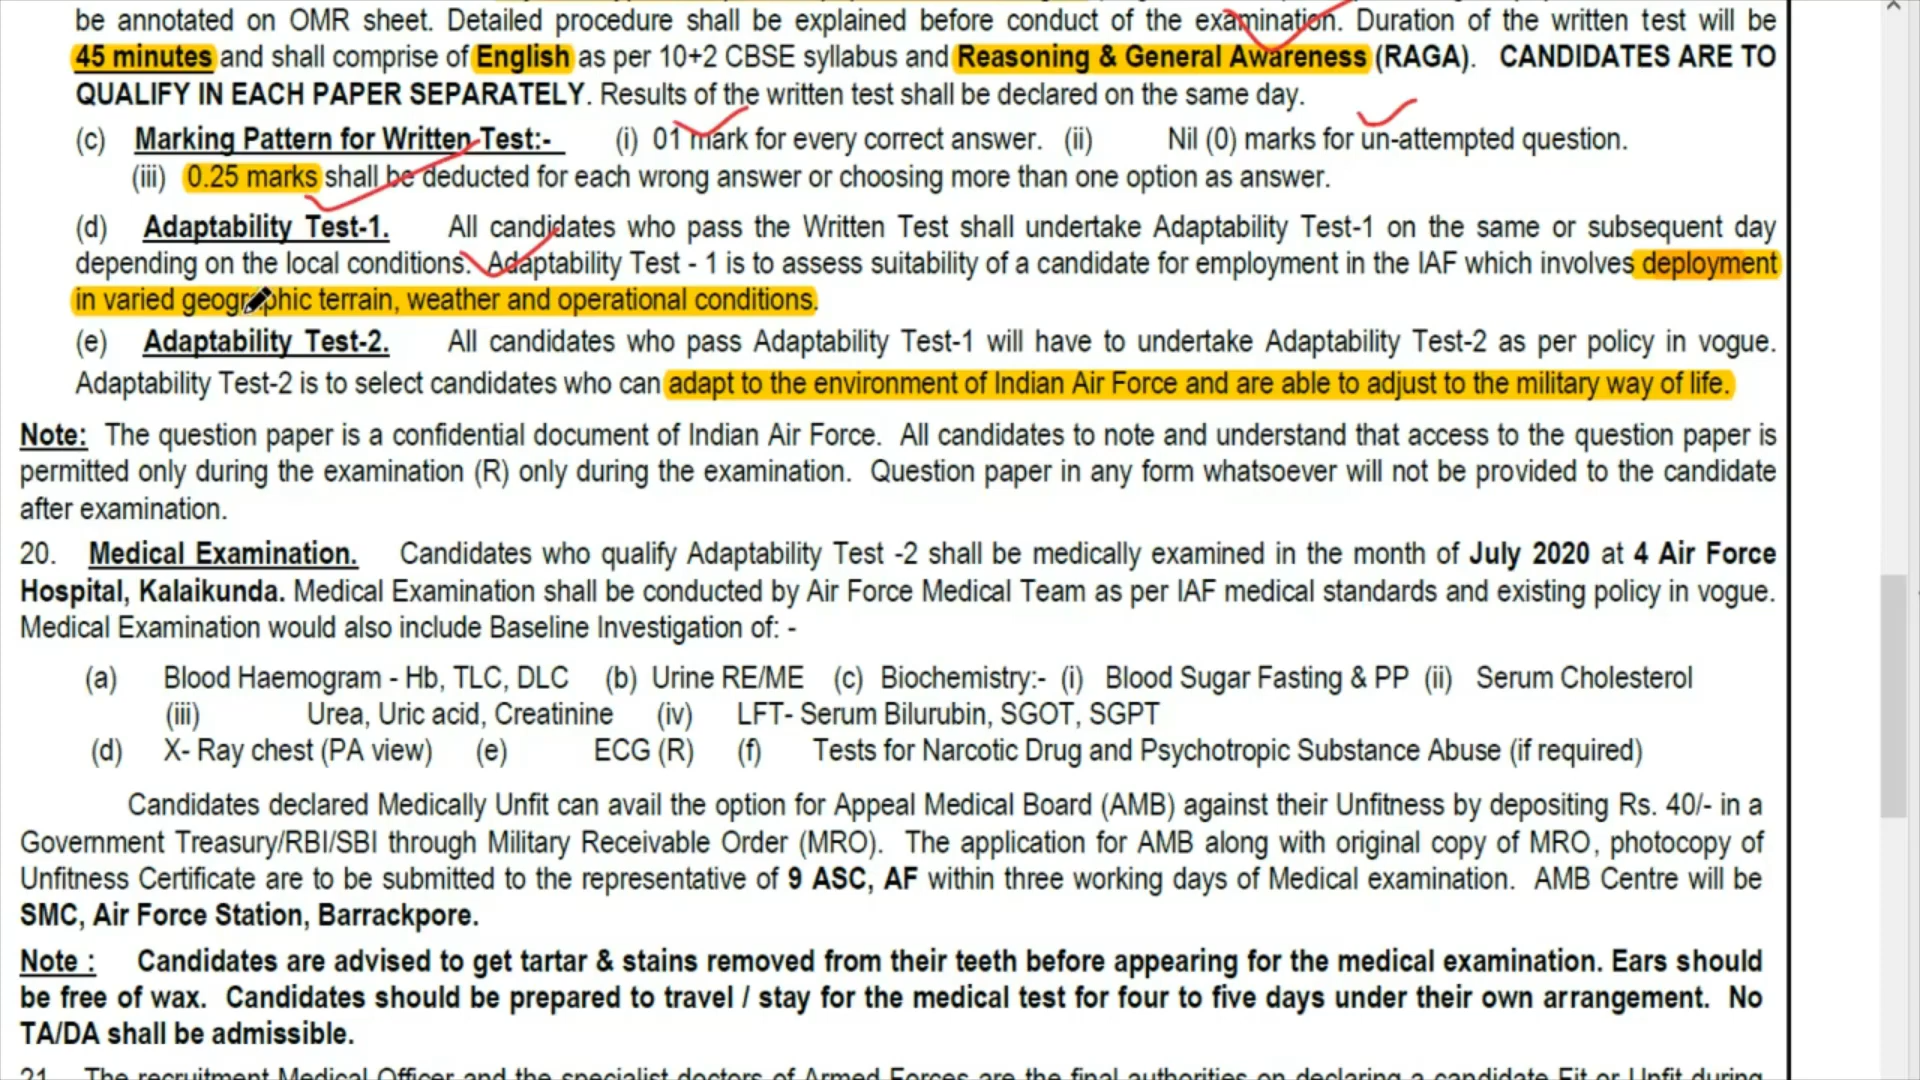 be annotated on OMR sheet. Detailed procedure shall be explained before conduct of the examination. Duration of the written test will be
45 minutes and shall comprise of English as per 10+2 CBSE syllabus and Reasoning & General Awareness (RAGA). CANDIDATES ARE TO
QUALIFY IN EACH PAPER SEPARATELY. Results of the written test shall be declared on the same day.
(c) Marking Pattern for Written Test:- (i) 01 mark for every correct answer. (ii) Nil (0) marks for un-attempted question.
(iii) 0.25 marks shall be deducted for each wrong answer or choosing more than one option as answer.
(d) Adaptability Test-1. All candidates who pass the Written Test shall undertake Adaptability Test-1 on the same or subsequent day
depending on the local conditions. Adaptability Test - 1 is to assess suitability of a candidate for employment in the IAF which involves deployment
in varied geographic terrain, weather and operational conditions.
(e) Adaptability Test-2. All candidates who pass Adaptability Test-1 will have to undertake Adaptability Test-2 as per policy in vogue.
Adaptability Test-2 is to select candidates who can adapt to the environment of Indian Air Force and are able to adjust to the military way of life.
Note: The question paper is a confidential document of Indian Air Force. All candidates to note and understand that access to the question paper is
permitted only during the examination (R) only during the examination. Question paper in any form whatsoever will not be provided to the candidate
after examination.
20. Medical Examination. Candidates who qualify Adaptability Test -2 shall be medically examined in the month of July 2020 at 4 Air Force
Hospital, Kalaikunda. Medical Examination shall be conducted by Air Force Medical Team as per IAF medical standards and existing policy in vogue.
Medical Examination would also include Baseline Investigation of: -
(a) Blood Haemogram - Hb, TLC, DLC (b) Urine RE/ME (c) Biochemistry:- (i) Blood Sugar Fasting & PP (ii) Serum Cholesterol
(iii) Urea, Uric acid, Creatinine (iv) LFT- Serum Bilurubin, SGOT, SGPT
(d) X- Ray chest (PA view) (e) ECG (R) (f) Tests for Narcotic Drug and Psychotropic Substance Abuse (if required)
Candidates declared Medically Unfit can avail the option for Appeal Medical Board (AMB) against their Unfitness by depositing Rs. 40/- in a
Government Treasury/RBI/SBI through Military Receivable Order (MRO). The application for AMB along with original copy of MRO, photocopy of
Unfitness Certificate are to be submitted to the representative of 9 ASC, AF within three working days of Medical examination. AMB Centre will be
SMC, Air Force Station, Barrackpore.
Note : Candidates are advised to get tartar & stains removed from their teeth before appearing for the medical examination. Ears should
be free of wax. Candidates should be prepared to travel / stay for the medical test for four to five days under their own arrangement. No
TA/DA shall be admissible.
21. The recruitment Medical Officer and the specialist doctors of Armed Forces are the final authorities on declaring a candidate Fit or Unfit during